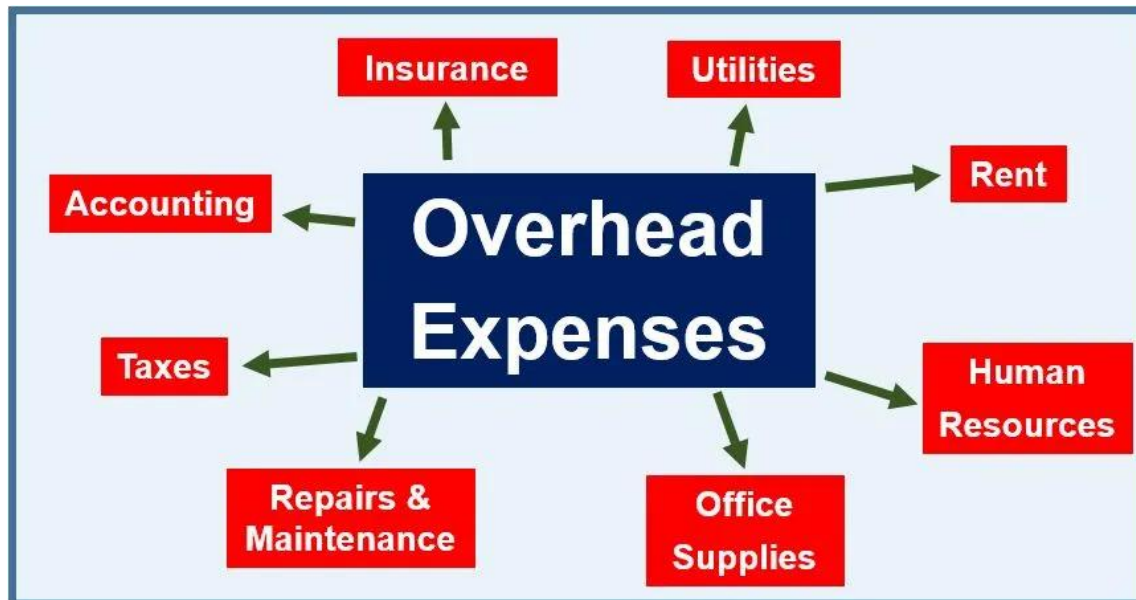 Insurance
Utilities
Accounting
Rent
Overhead
Expenses
Taxes
Human
Resources
Repairs &
Maintenance
Office
Supplies